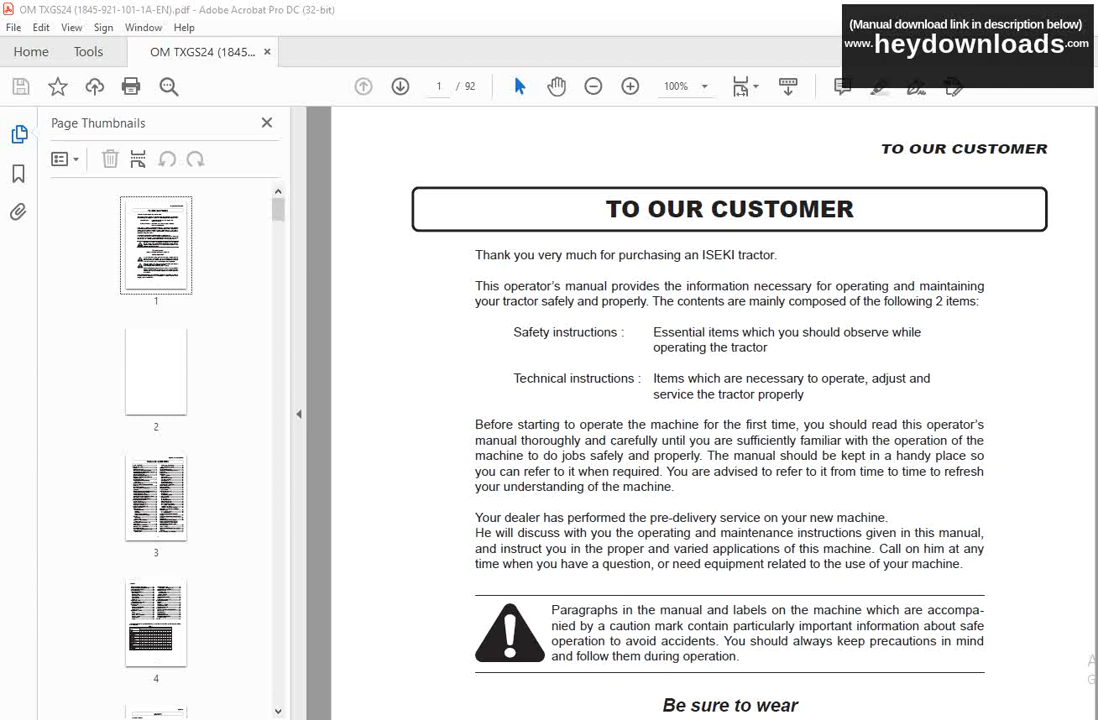 OM TXGS24 (1845-921-101-1A-EN).pdf - Adobe Acrobat Pro DC (32-bit)
File Edit View Sign Window Help
(Manual download link in description below)
www.heydownloads.com
Home Tools OM TXGS24 (1845... ×
1 / 92 100%
Page Thumbnails
1
2
3
4
TO OUR CUSTOMER
TO OUR CUSTOMER
Thank you very much for purchasing an ISEKI tractor.
This operator's manual provides the information necessary for operating and maintaining
your tractor safely and properly. The contents are mainly composed of the following 2 items:
Safety instructions : Essential items which you should observe while
operating the tractor
Technical instructions : Items which are necessary to operate, adjust and
service the tractor properly
Before starting to operate the machine for the first time, you should read this operator's
manual thoroughly and carefully until you are sufficiently familiar with the operation of the
machine to do jobs safely and properly. The manual should be kept in a handy place so
you can refer to it when required. You are advised to refer to it from time to time to refresh
your understanding of the machine.
Your dealer has performed the pre-delivery service on your new machine.
He will discuss with you the operating and maintenance instructions given in this manual,
and instruct you in the proper and varied applications of this machine. Call on him at any
time when you have a question, or need equipment related to the use of your machine.
Paragraphs in the manual and labels on the machine which are accompa-
nied by a caution mark contain particularly important information about safe
operation to avoid accidents. You should always keep precautions in mind
and follow them during operation.
Be sure to wear